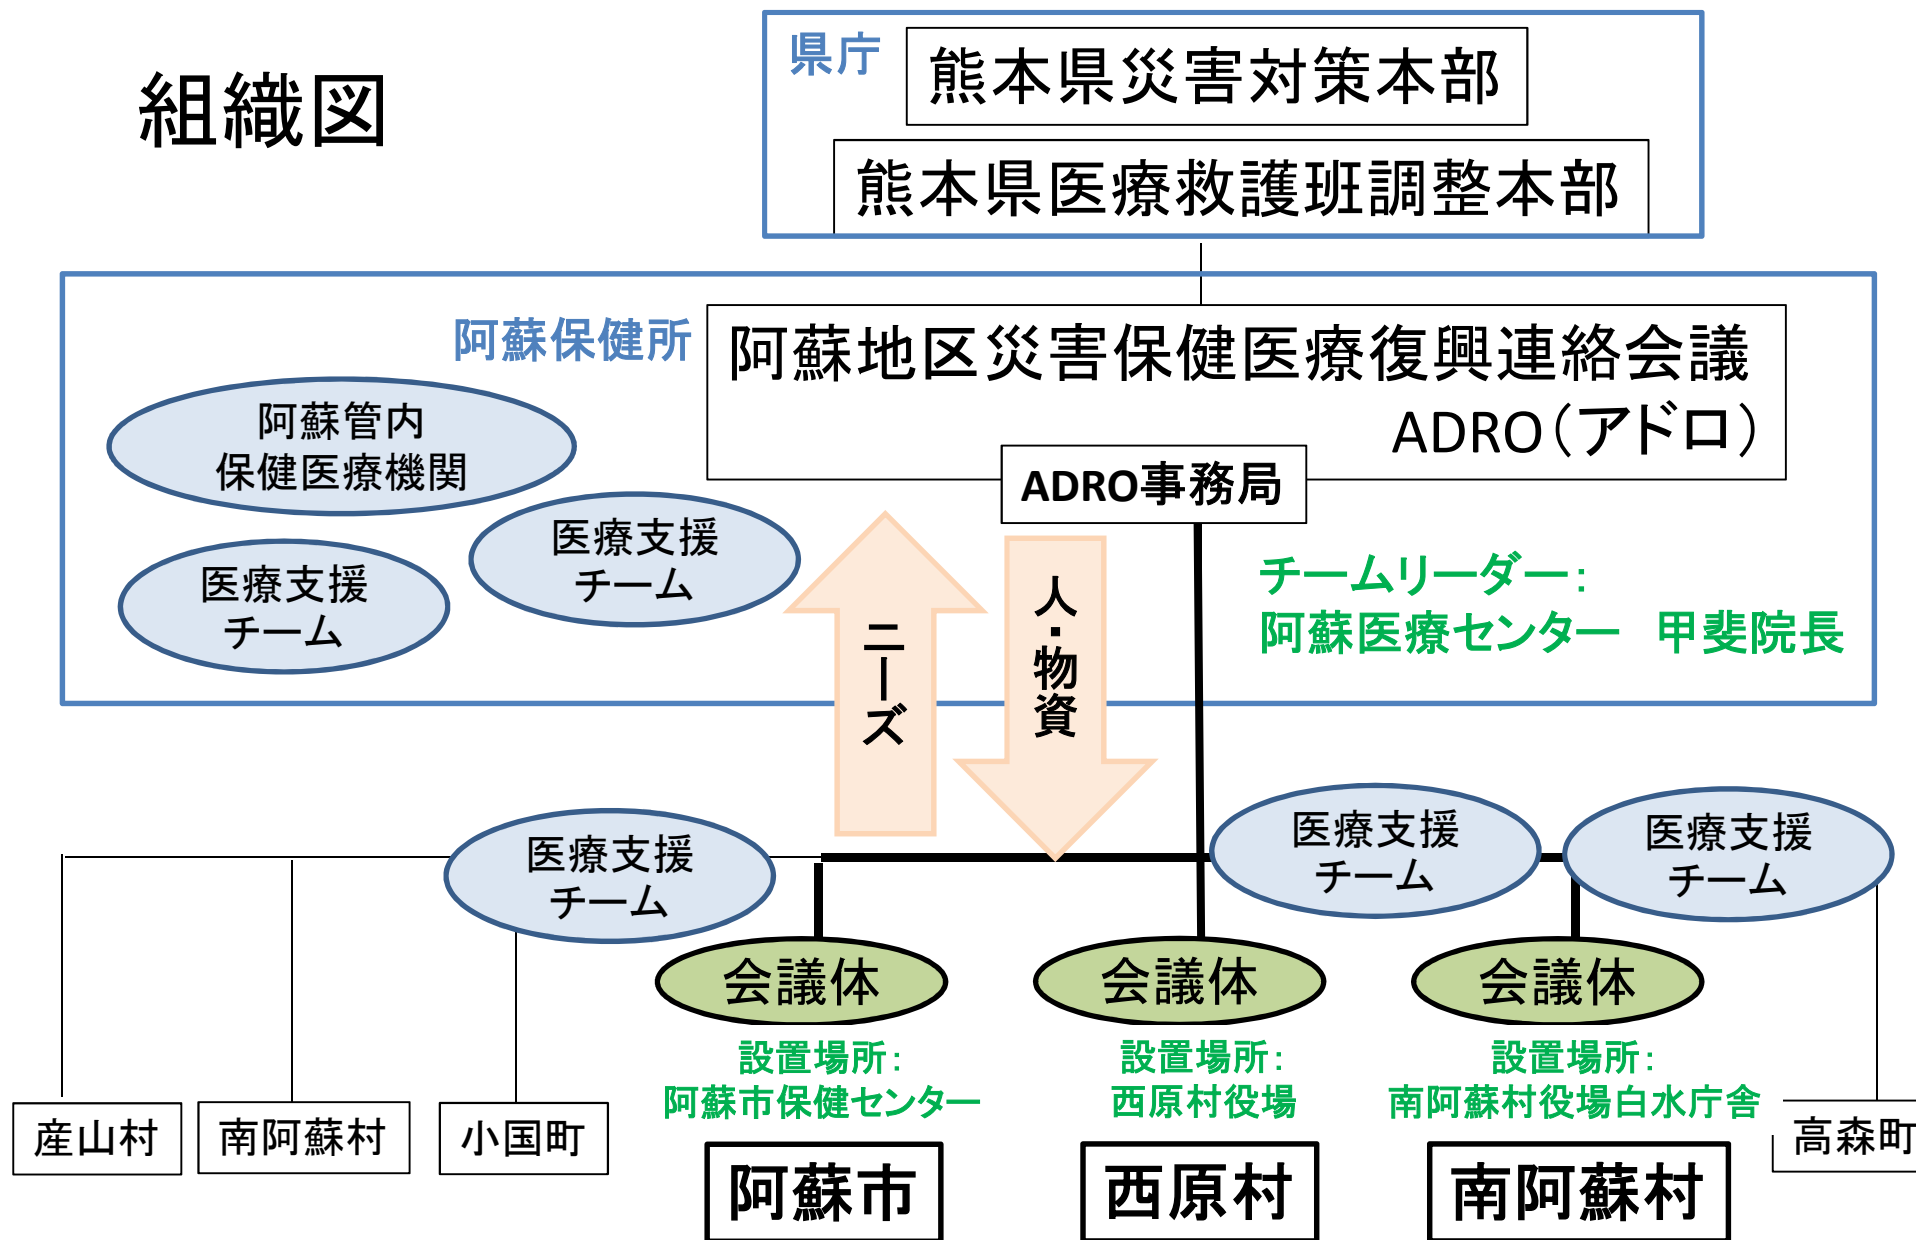 組織図
県庁
熊本県災害対策本部
熊本県医療救護班調整本部
阿蘇保健所
阿蘇地区災害保健医療復興連絡会議
ADRO（アドロ）
ADRO事務局
阿蘇管内
保健医療機関
医療支援
チーム
医療支援
チーム
ニーズ
人・物資
チームリーダー：
阿蘇医療センター　甲斐院長
医療支援
チーム
医療支援
チーム
医療支援
チーム
会議体
会議体
会議体
設置場所：
阿蘇市保健センター
設置場所：
西原村役場
設置場所：
南阿蘇村役場白水庁舎
産山村
南阿蘇村
小国町
阿蘇市
西原村
南阿蘇村
高森町